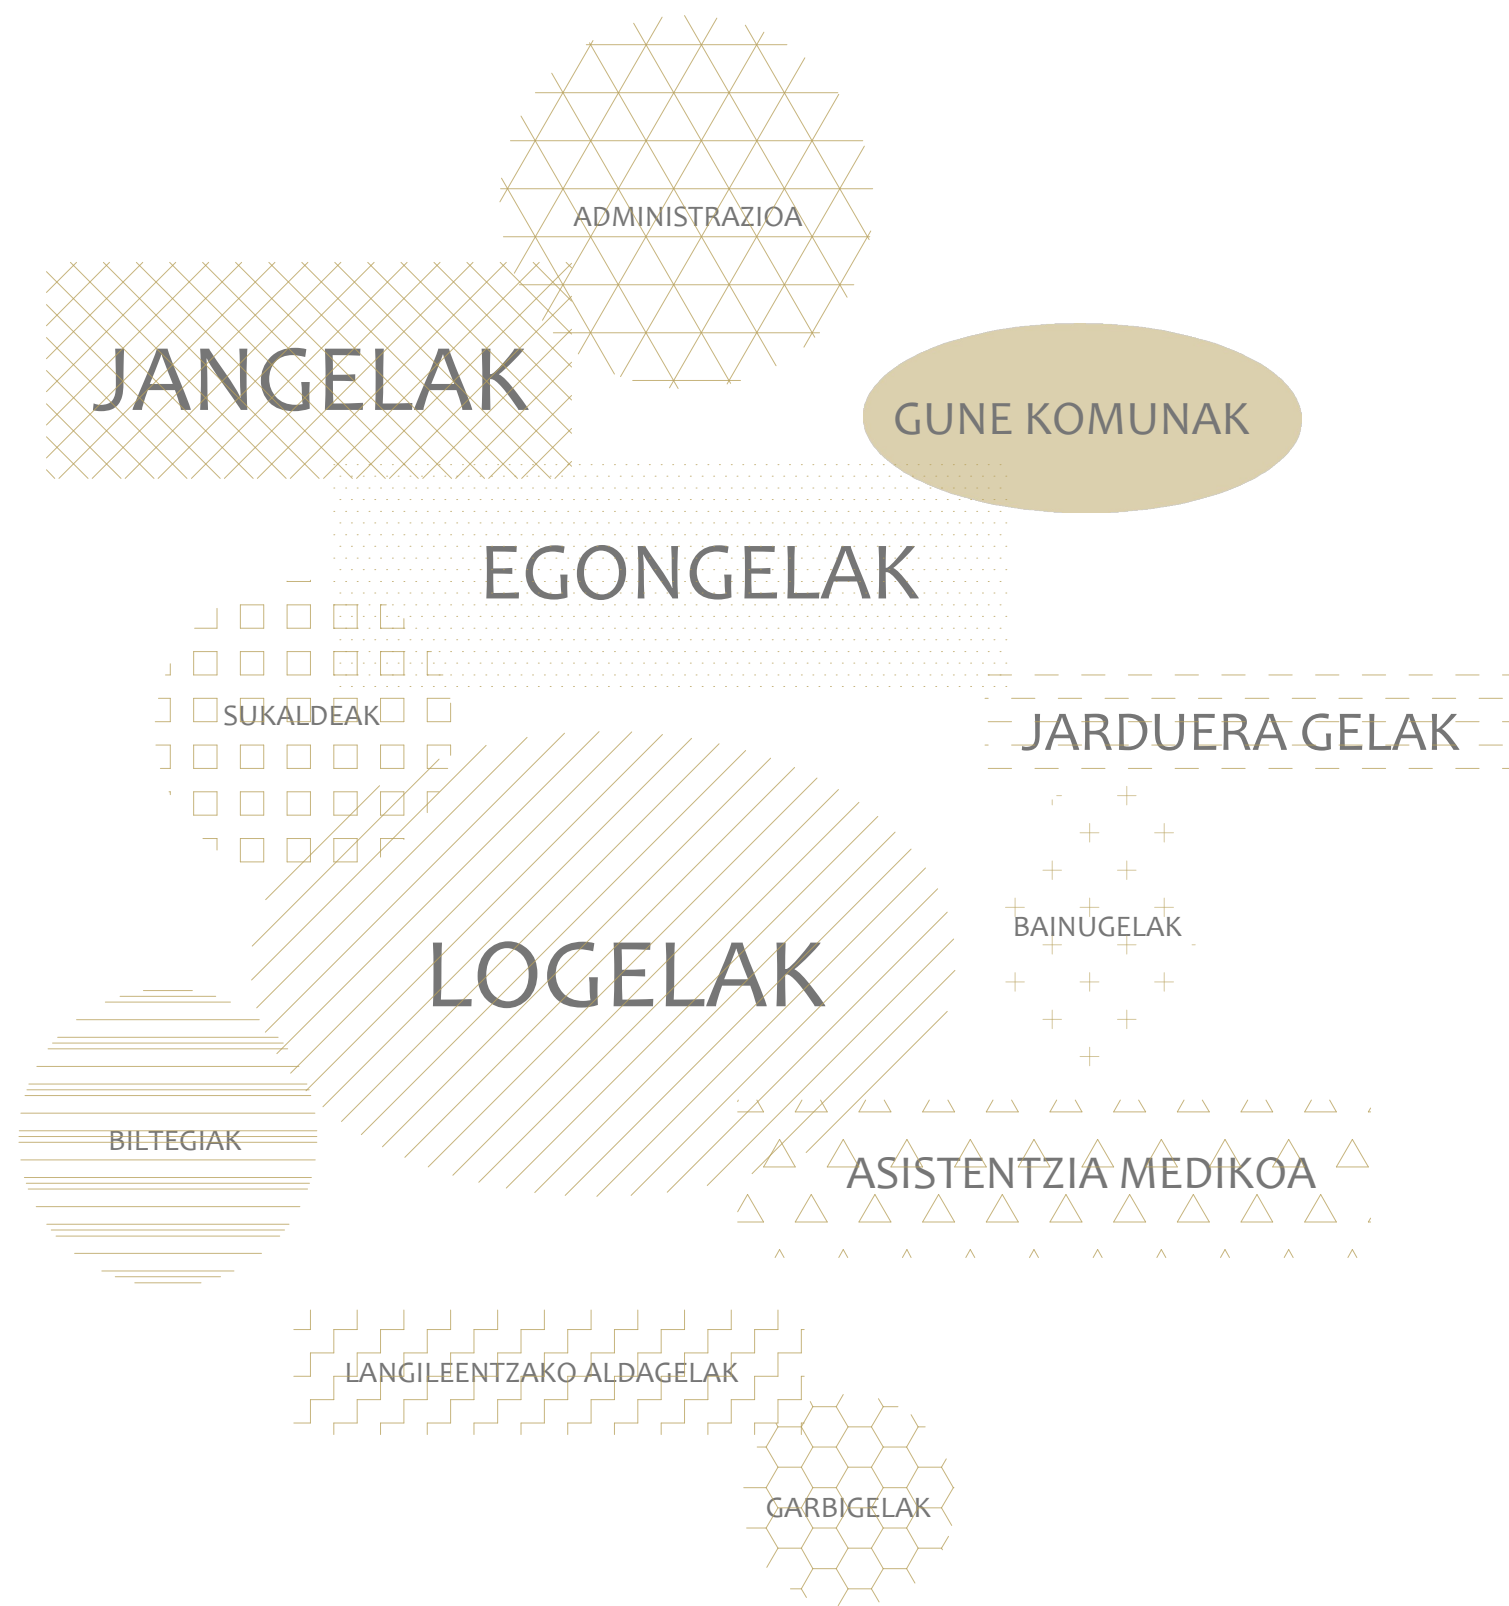 ADMINISTRAZIOA
JANGELAK
GUNE KOMUNAK
EGONGELAK
SUKALDEAK
JARDUERA GELAK
BAINUGELAK
LOGELAK
BILTEGIAK
ASISTENTZIA MEDIKOA
LANGILEENTZAKO ALDAGELAK
GARBIGELAK